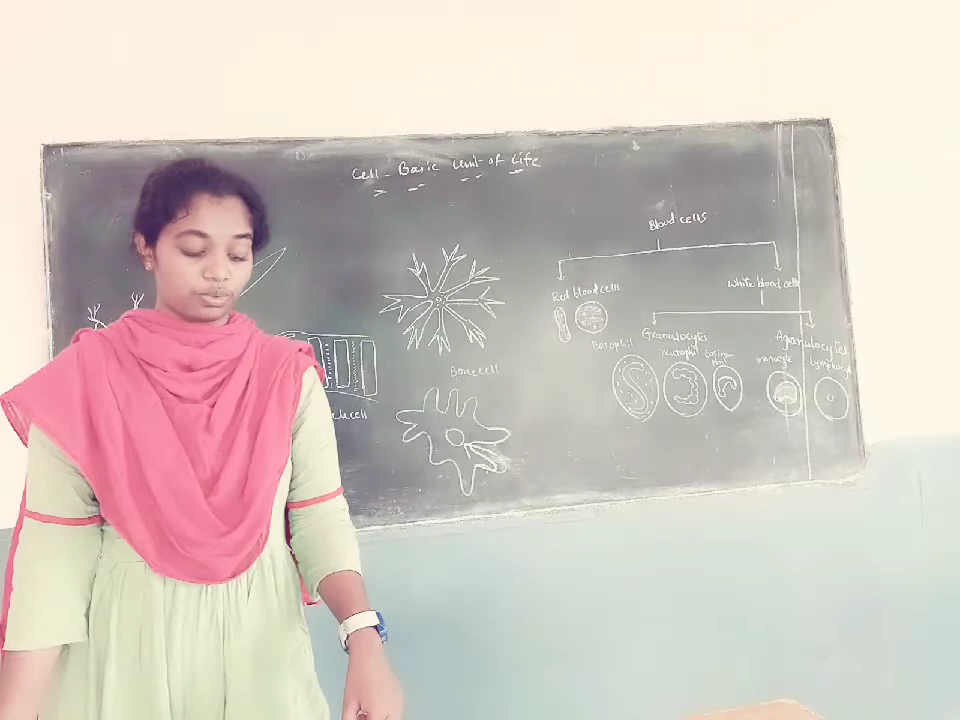 Cell - Basic Unit of Life
Blood cells
Red blood cells
White blood cells
Granulocytes
Agranulocytes
Basophil
Neutrophil
Monocyte
Lymphocyte
Bone cell
cell